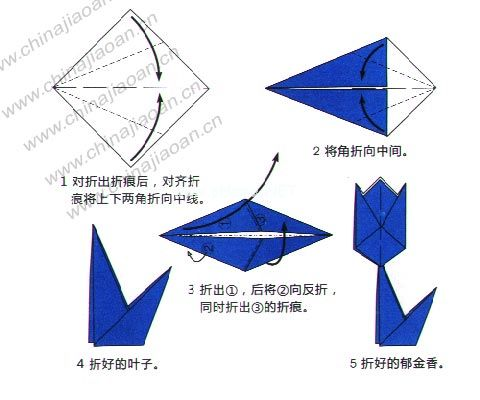 www.chinajiaoan.cn
www.chinajiaoan.cn
www.chinajiaoan.cn
1 对折出折痕后，对齐折
痕将上下两角折向中线。
2 将角折向中间。
① ③
②
3 折出①，后将②向反折，
同时折出③的折痕。
4 折好的叶子。
5 折好的郁金香。